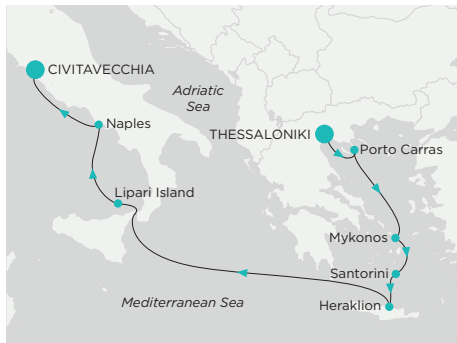 CIVITAVECCHIA
Adriatic
Sea
Naples
THESSALONIKI
Porto Carras
Lipari Island
Mykonos
Santorini
Mediterranean Sea
Heraklion